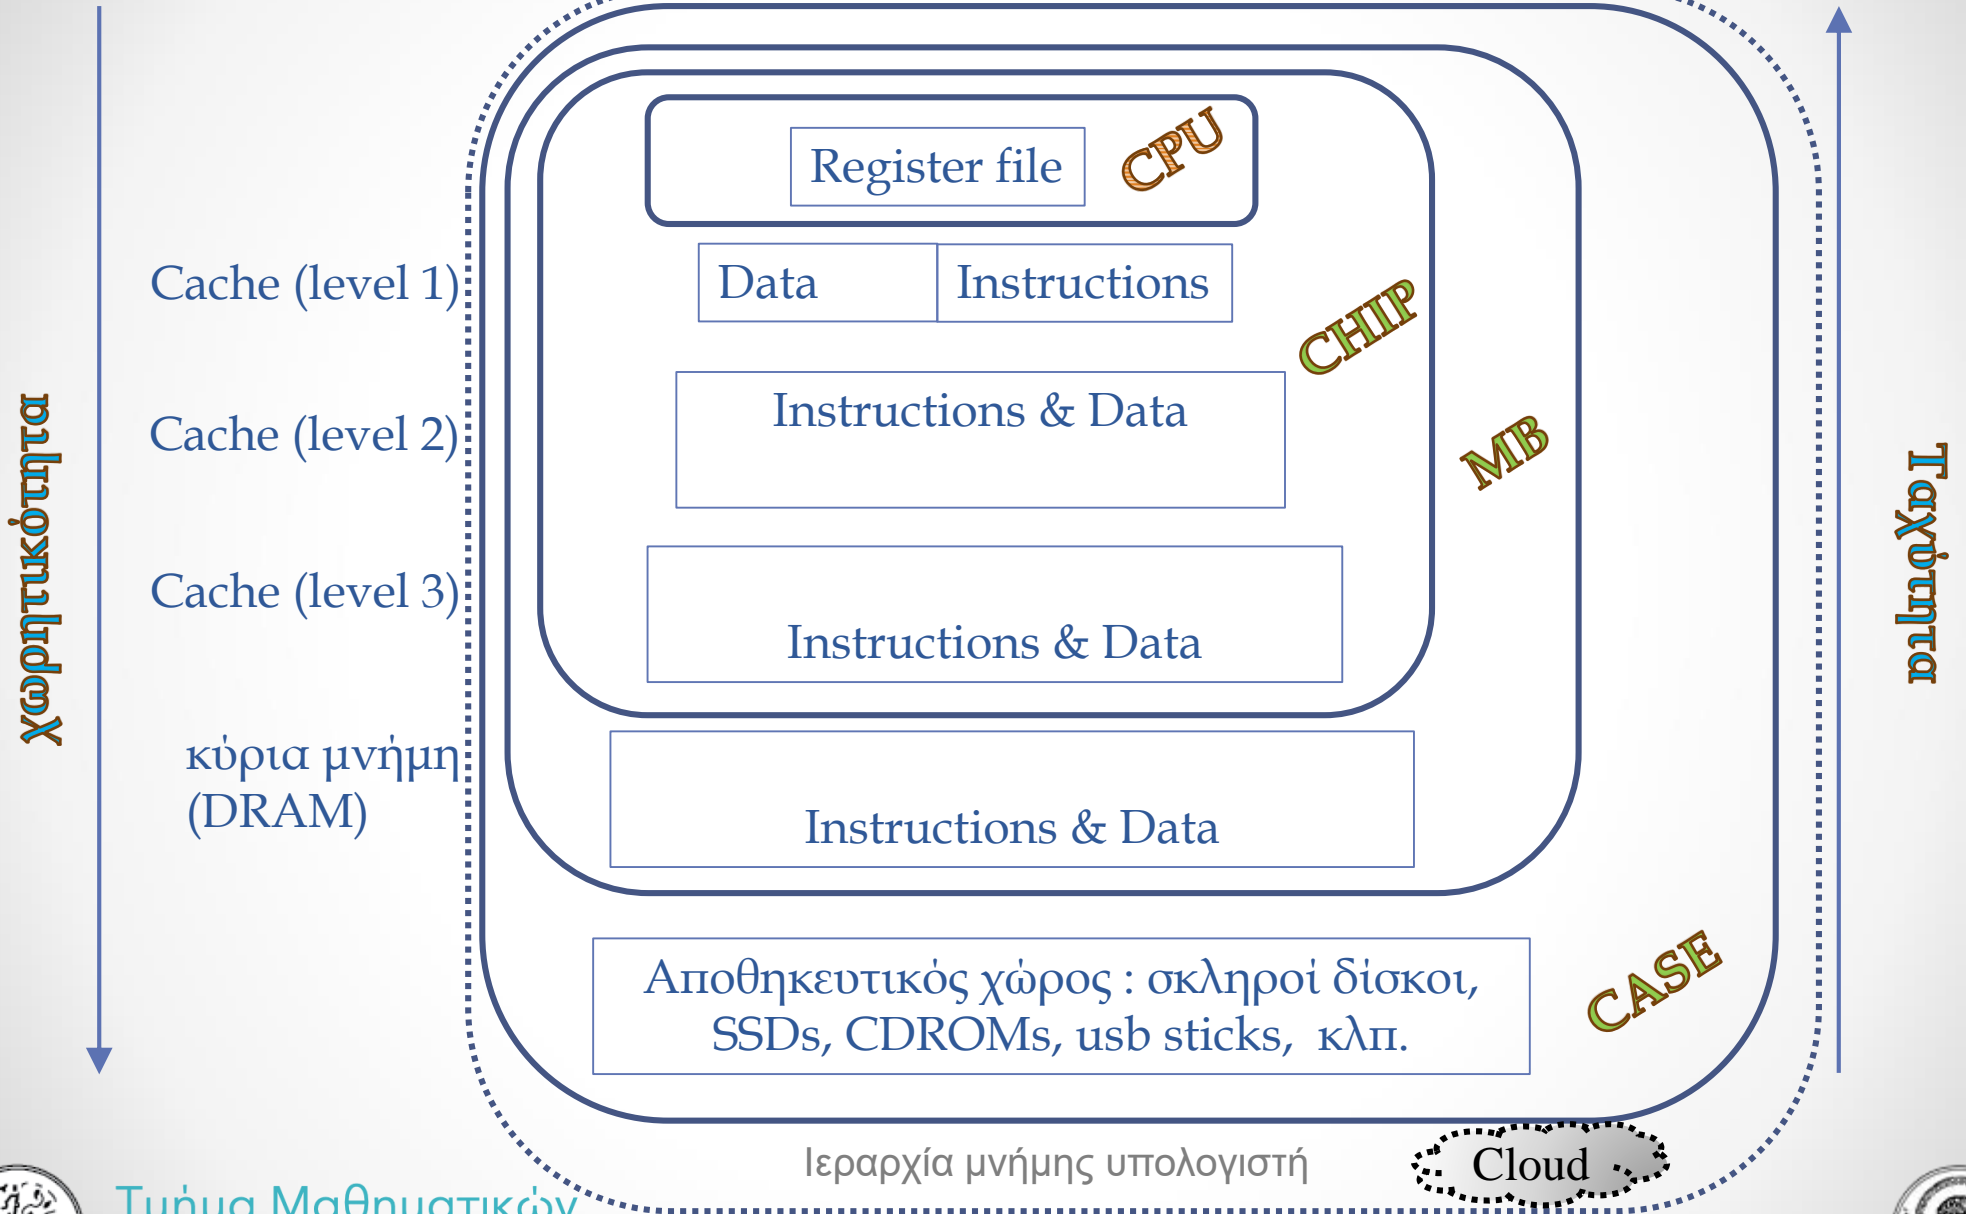 Register file
CPU
Cache (level 1)
Data
Instructions
CHIP
Cache (level 2)
Instructions & Data
MB
χωρητικότητα
Ταχύτητα
Cache (level 3)
Instructions & Data
κύρια μνήμη
(DRAM)
Instructions & Data
Αποθηκευτικός χώρος : σκληροί δίσκοι,
SSDs, CDROMs, usb sticks, κλπ.
CASE
Ιεραρχία μνήμης υπολογιστή
Cloud
Τμήμα Μαθηματικών